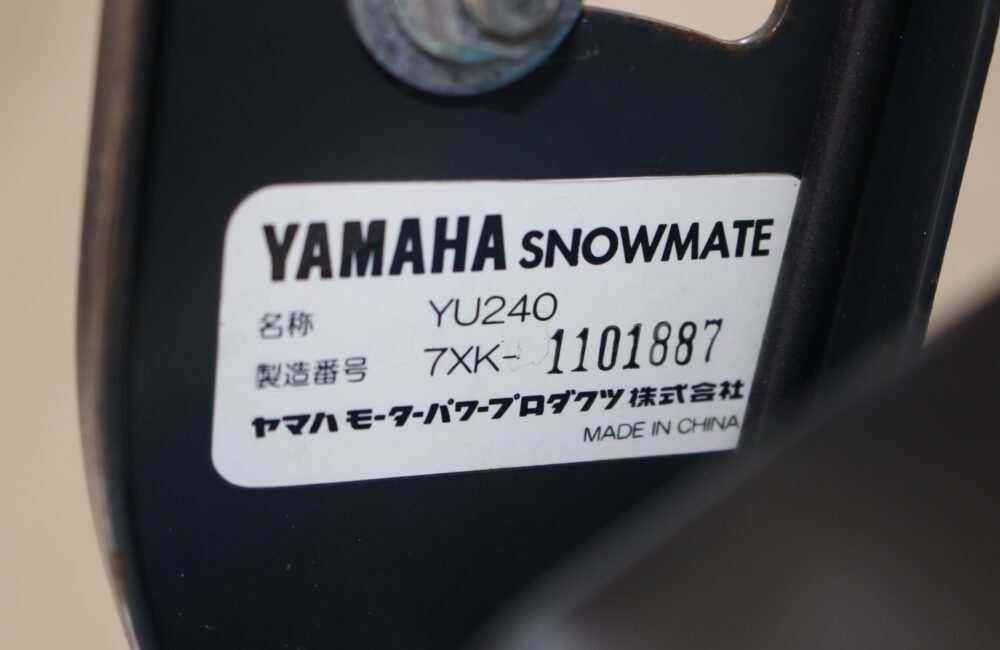 YAMAHA SNOWMATE
名称 YU240
製造番号 7XK-1101887
ヤマハモーターパワープロダクツ株式会社
MADE IN CHINA